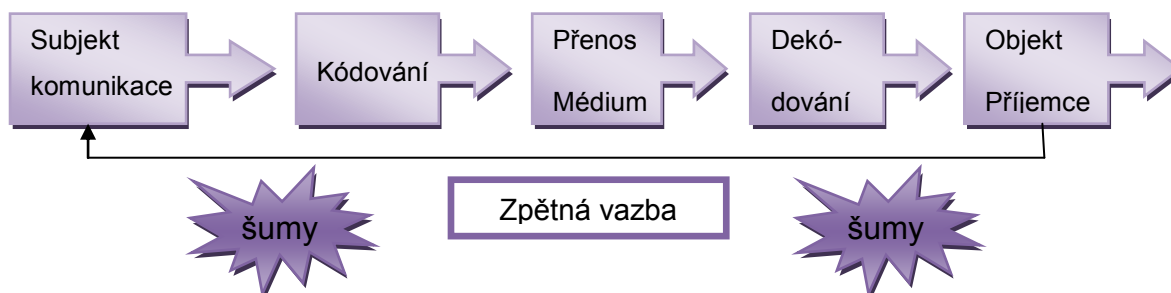 Subjekt
komunikace
Kódování
Přenos
Médium
Dekó-
dování
Objekt
Příjemce
šumy
Zpětná vazba
šumy